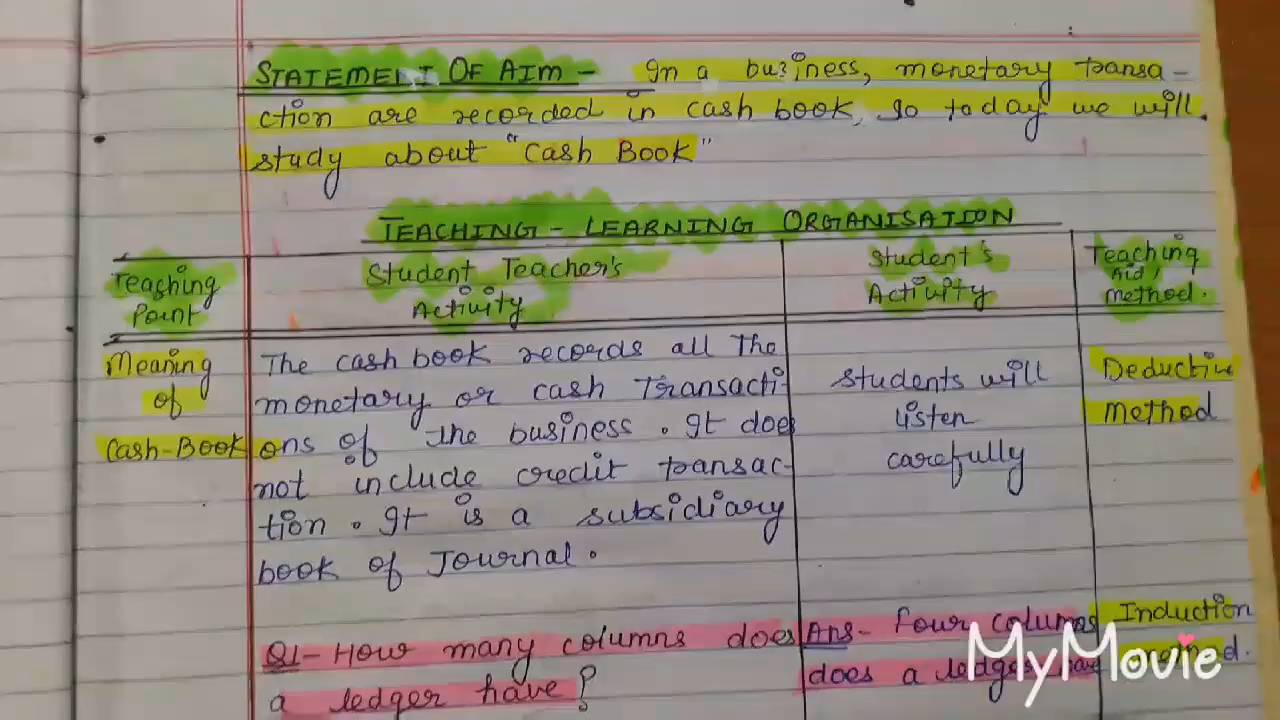 STATEMENT OF AIM - In a business, monetary transa-
ction are recorded in cash book, so today we will
study about "Cash Book"
TEACHING - LEARNING ORGANISATION
Teaching Point
Student Teacher's Activity
Student's Activity
Teaching Aid/ method.
Meaning
of
Cash-Book
The cash book records all the
monetary or cash Transacti-
ons of the business. It does
not include credit transac-
tion. It is a subsidiary
book of Journal.
students will
listen
carefully
Deductive
method
Q1- How many columns does
a ledger have?
Ans- Four columns
does a ledger have
Induction
method.
MyMovie